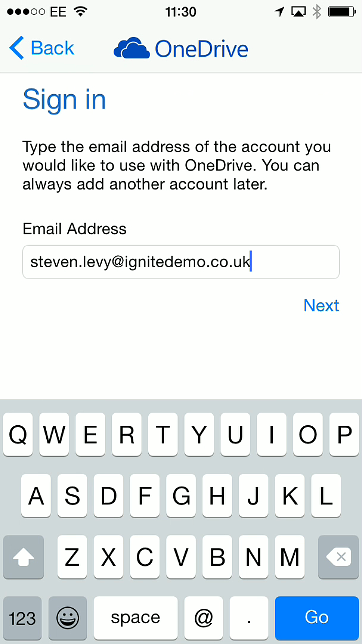 EE 11:30
Back OneDrive
Sign in
Type the email address of the account you
would like to use with OneDrive. You can
always add another account later.
Email Address
steven.levy@ignitedemo.co.uk
Next
Q W E R T Y U I O P
A S D F G H J K L
Z X C V B N M
123 space @ . Go